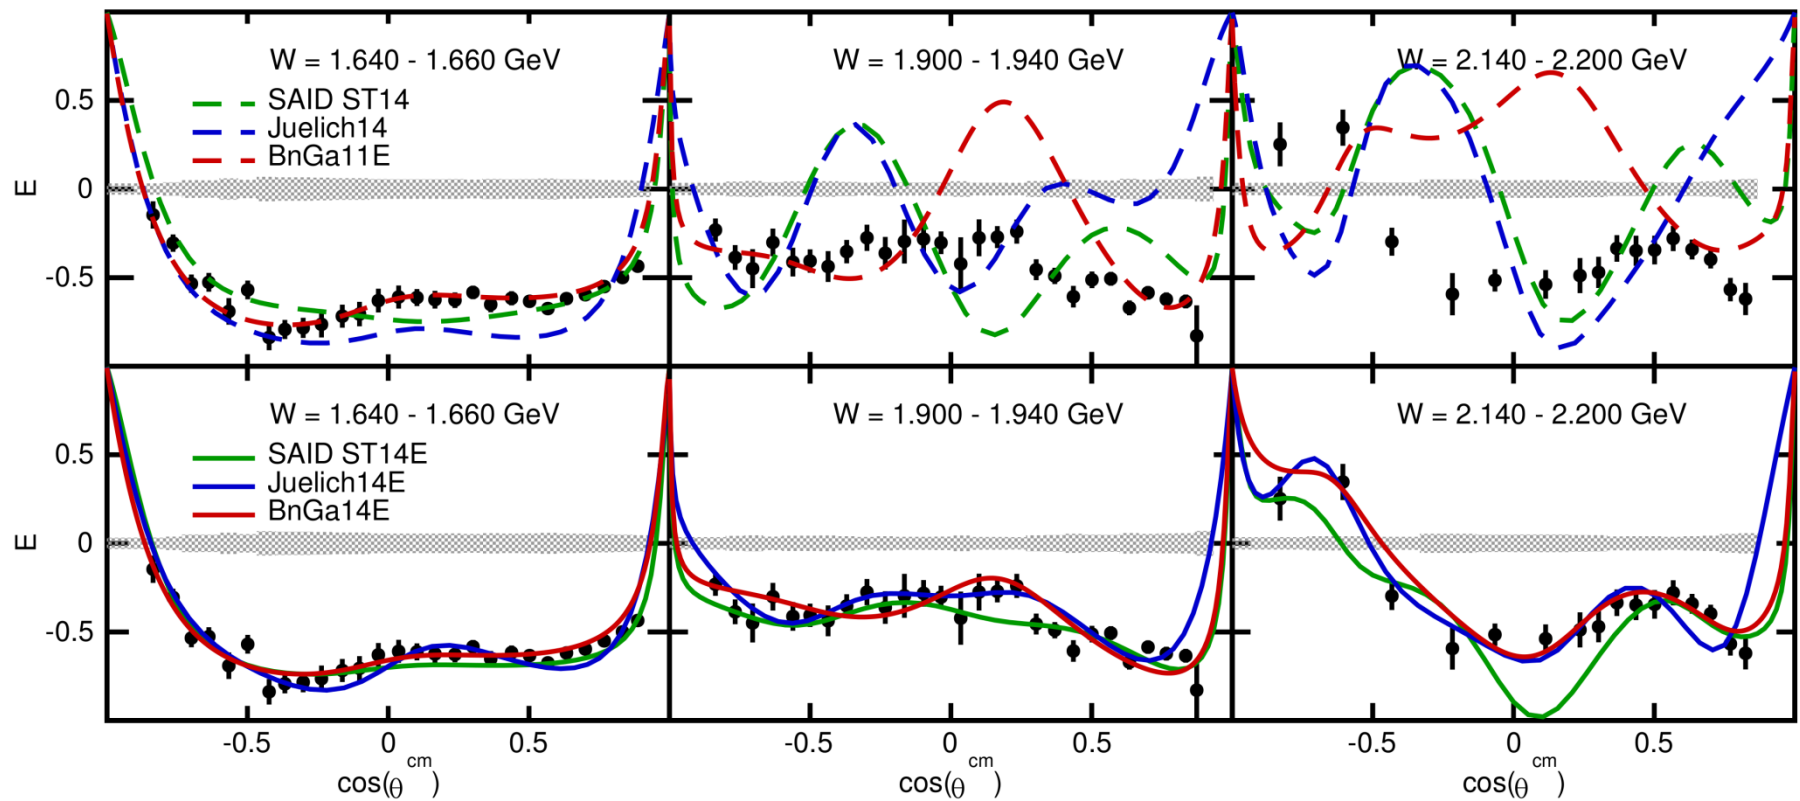 W = 1.640 - 1.660 GeV
W = 1.900 - 1.940 GeV
W = 2.140 - 2.200 GeV
SAID ST14
Juelich14
BnGa11E
0.5
0
-0.5
E
W = 1.640 - 1.660 GeV
W = 1.900 - 1.940 GeV
W = 2.140 - 2.200 GeV
SAID ST14E
Juelich14E
BnGa14E
0.5
0
-0.5
E
-0.5 0 0.5 -0.5 0 0.5 -0.5 0 0.5
cos(θ cm) cos(θ cm) cos(θ cm)